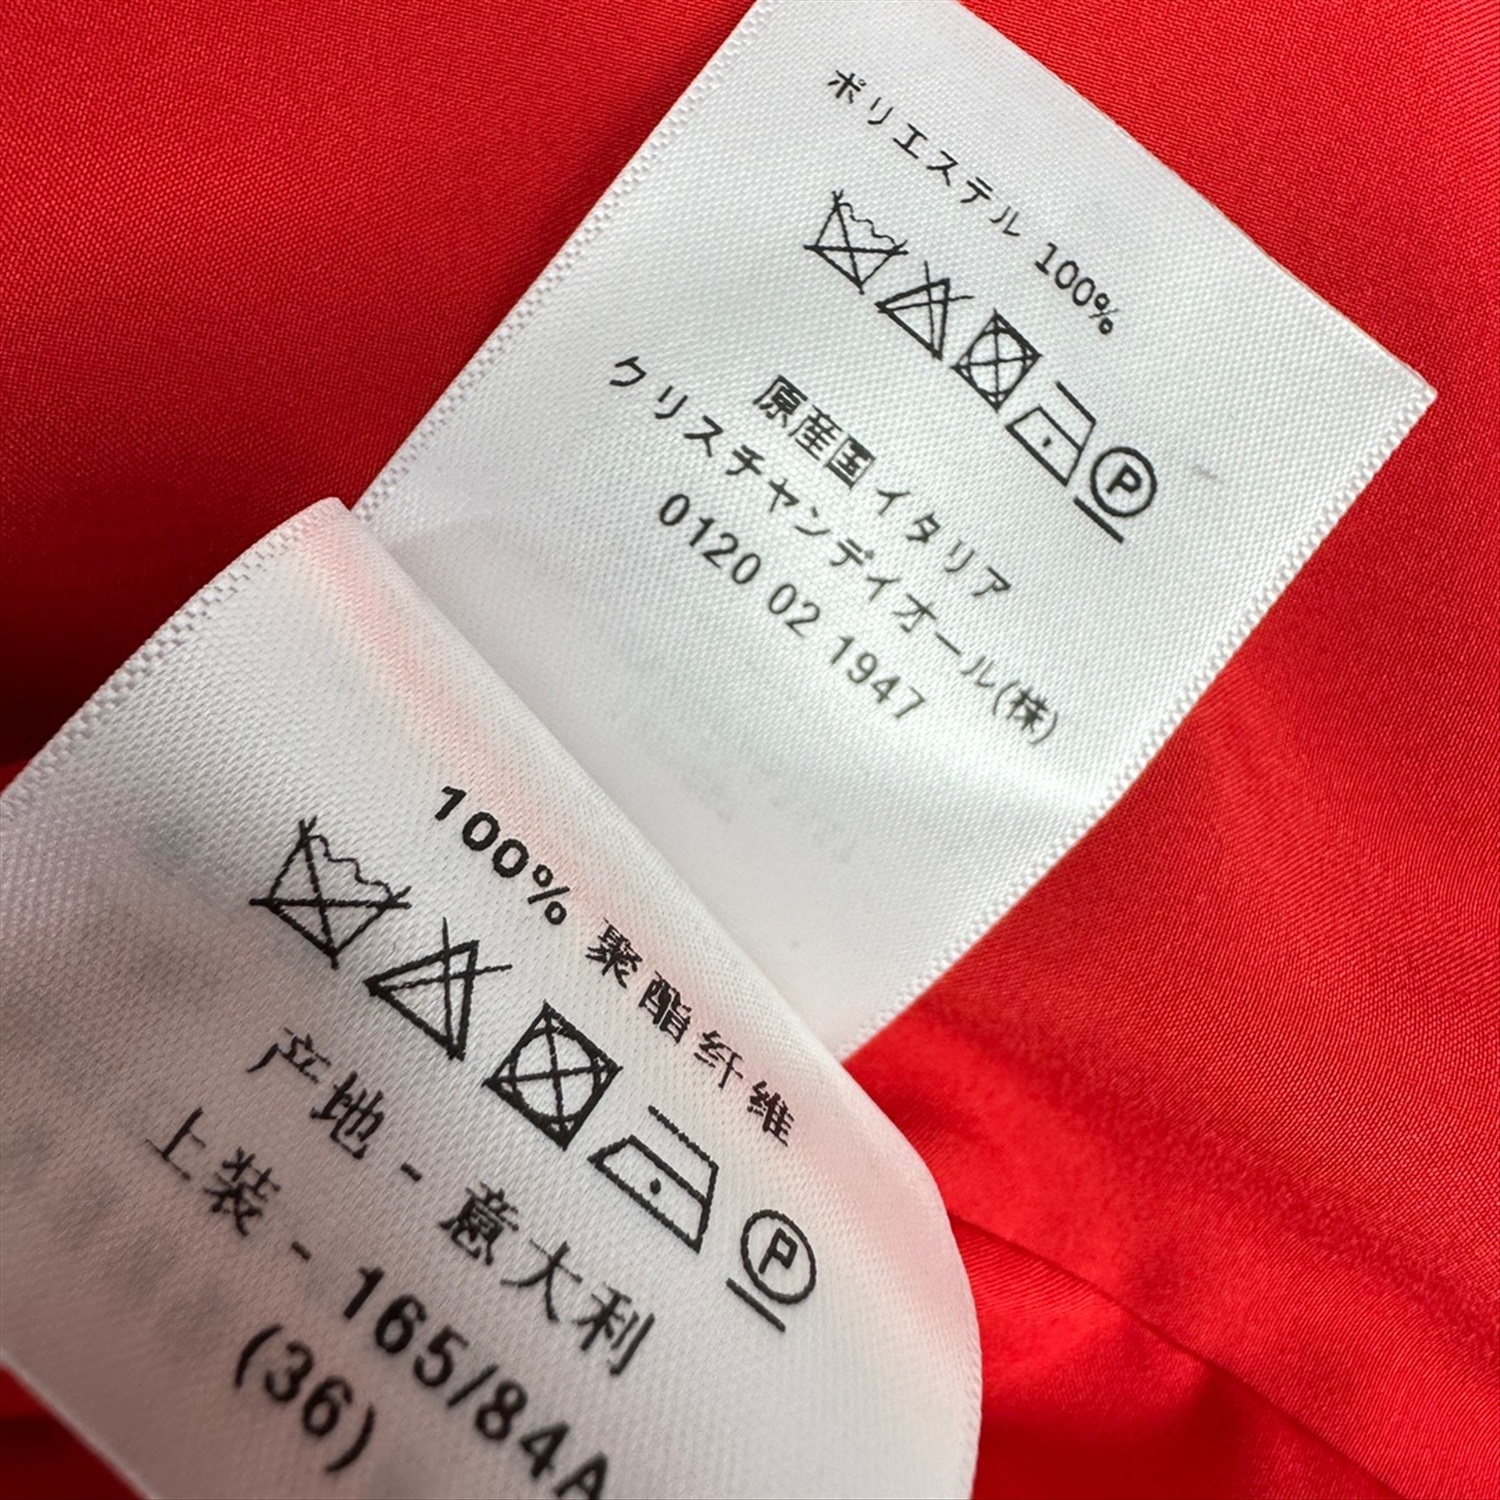 ポリエステル 100%
P
原産国イタリア
クリスチャンディオール(株)
0120 02 1947
100% 聚酯纤维
P
产地 - 意大利
上装 - 165/84A
(36)